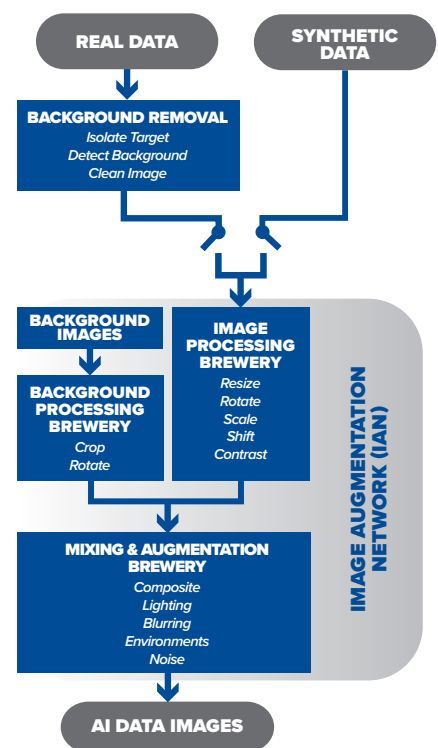 REAL DATA
SYNTHETIC
DATA
BACKGROUND REMOVAL
Isolate Target
Detect Background
Clean Image
BACKGROUND
IMAGES
BACKGROUND
PROCESSING
BREWERY
Crop
Rotate
IMAGE
PROCESSING
BREWERY
Resize
Rotate
Scale
Shift
Contrast
MIXING & AUGMENTATION
BREWERY
Composite
Lighting
Blurring
Environments
Noise
IMAGE AUGMENTATION
NETWORK (IAN)
AI DATA IMAGES